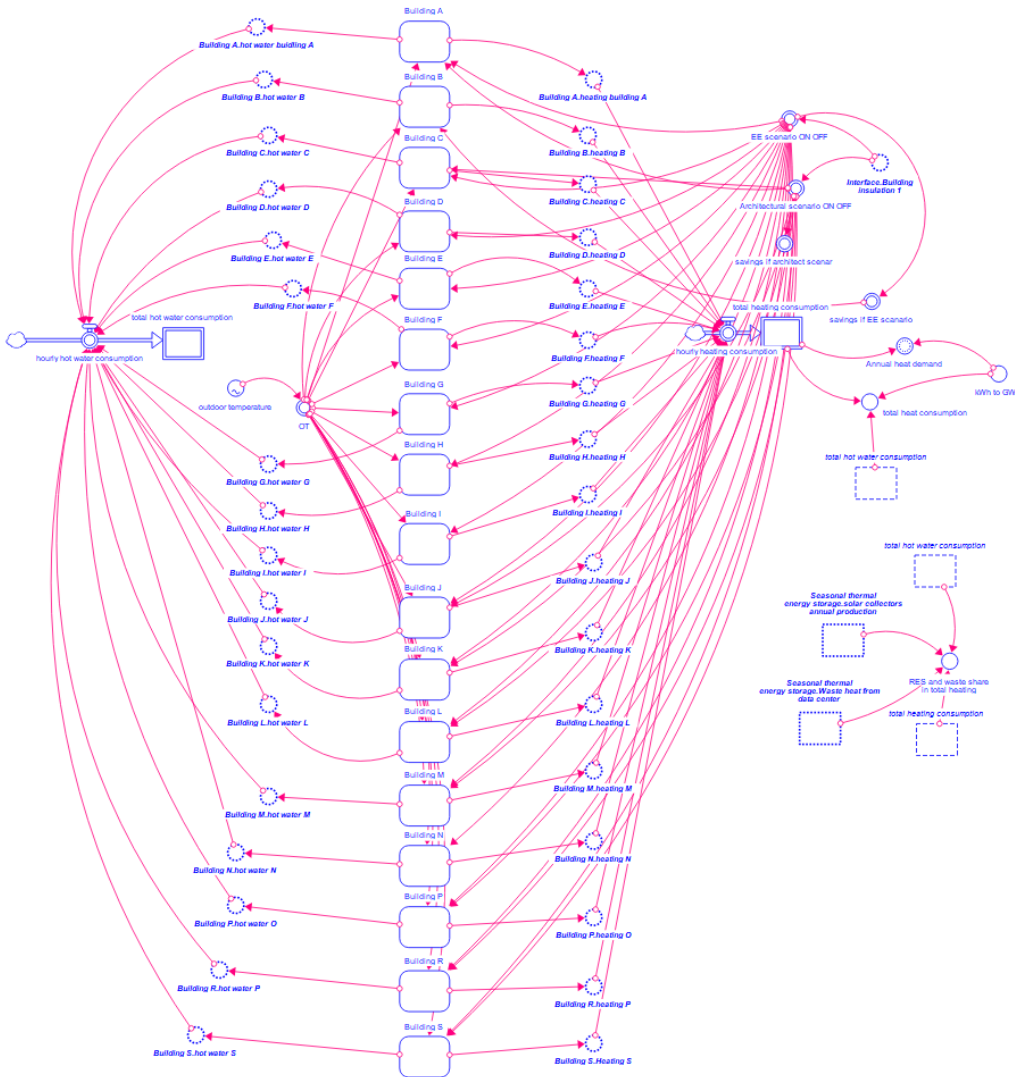 Building A
Building A.hot water buidling A
Building B
Building B.hot water B
Building A.heating building A
Building C
EE scenario ON OFF
Building C.hot water C
Building B.heating B
Interface.Building
insulation 1
Building D
Building D.hot water D
Building C.heating C
Architectural scenario ON OFF
Building E
Building E.hot water E
Building D.heating D
savings if architect scenar
Building F
Building F.hot water F
Building E.heating E
total hot water consumption
total heating consumption
savings if EE scanario
hourly hot water consumption
Building F.heating F
hourly heating consumption
Annual heat demand
Building G
outdoor temperature
OT
Building G.heating G
kWh to GW
total heat consumption
Building H
Building G.hot water G
Building H.heating H
total hot water consumption
Building I
Building H.hot water H
Building I.heating I
Building I.hot water I
total hot water consumption
Building J
Building J.hot water J
Building J.heating J
Seasonal thermal
energy storage.solar collectors
annual production
Building K
Building K.hot water K
Building K.heating K
RES and waste share
in total heating
Seasonal thermal
energy storage.Waste heat from
data center
Building L
Building L.hot water L
Building L.heating L
total heating consumption
Building M
Building M.hot water M
Building M.heating M
Building N
Building N.hot water N
Building N.heating N
Building P
Building P.hot water O
Building P.heating O
Building R
Building R.hot water P
Building R.heating P
Building S
Building S.hot water S
Building S.Heating S